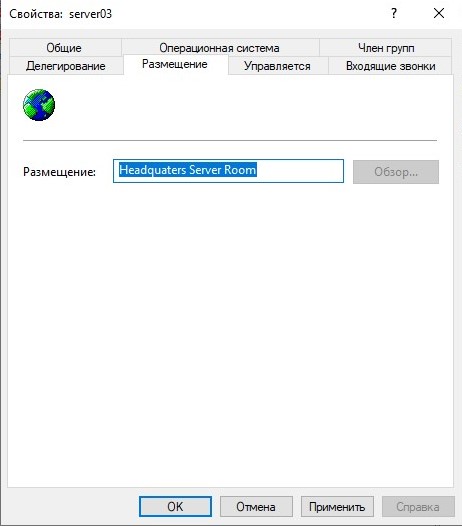 Свойства: server03
?
Общие Операционная система Член групп
Делегирование Размещение Управляется Входящие звонки
Размещение: Headquaters Server Room Обзор...
OK Отмена Применить Справка